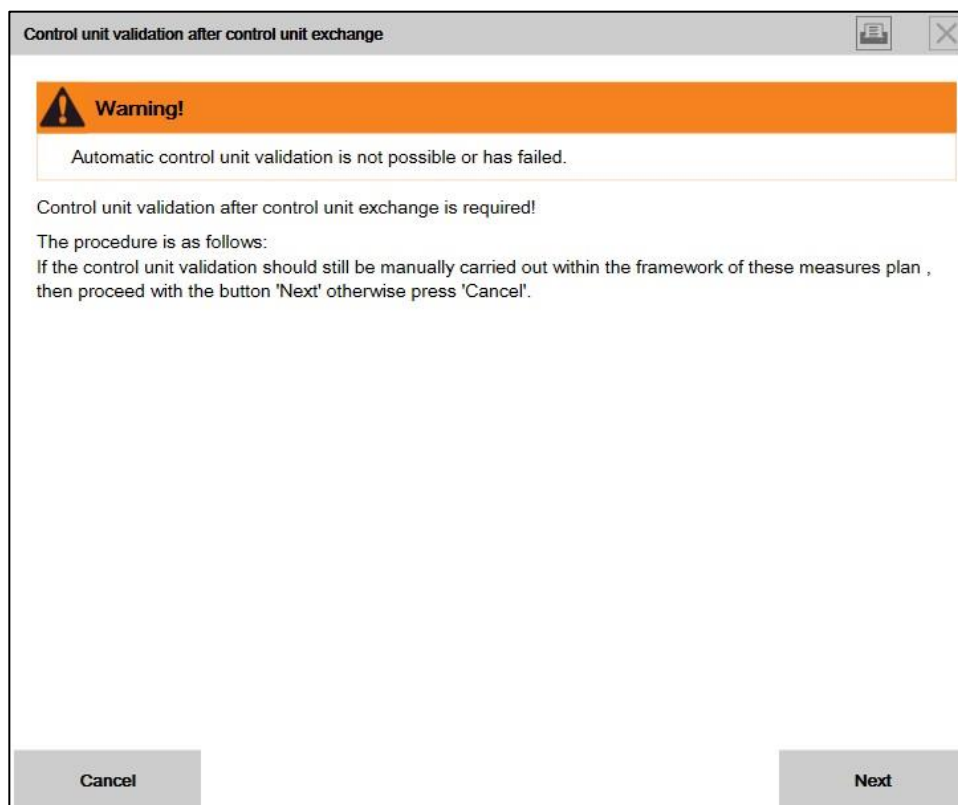 Control unit validation after control unit exchange
Warning!
Automatic control unit validation is not possible or has failed.
Control unit validation after control unit exchange is required!
The procedure is as follows:
If the control unit validation should still be manually carried out within the framework of these measures plan ,
then proceed with the button 'Next' otherwise press 'Cancel'.
Cancel
Next